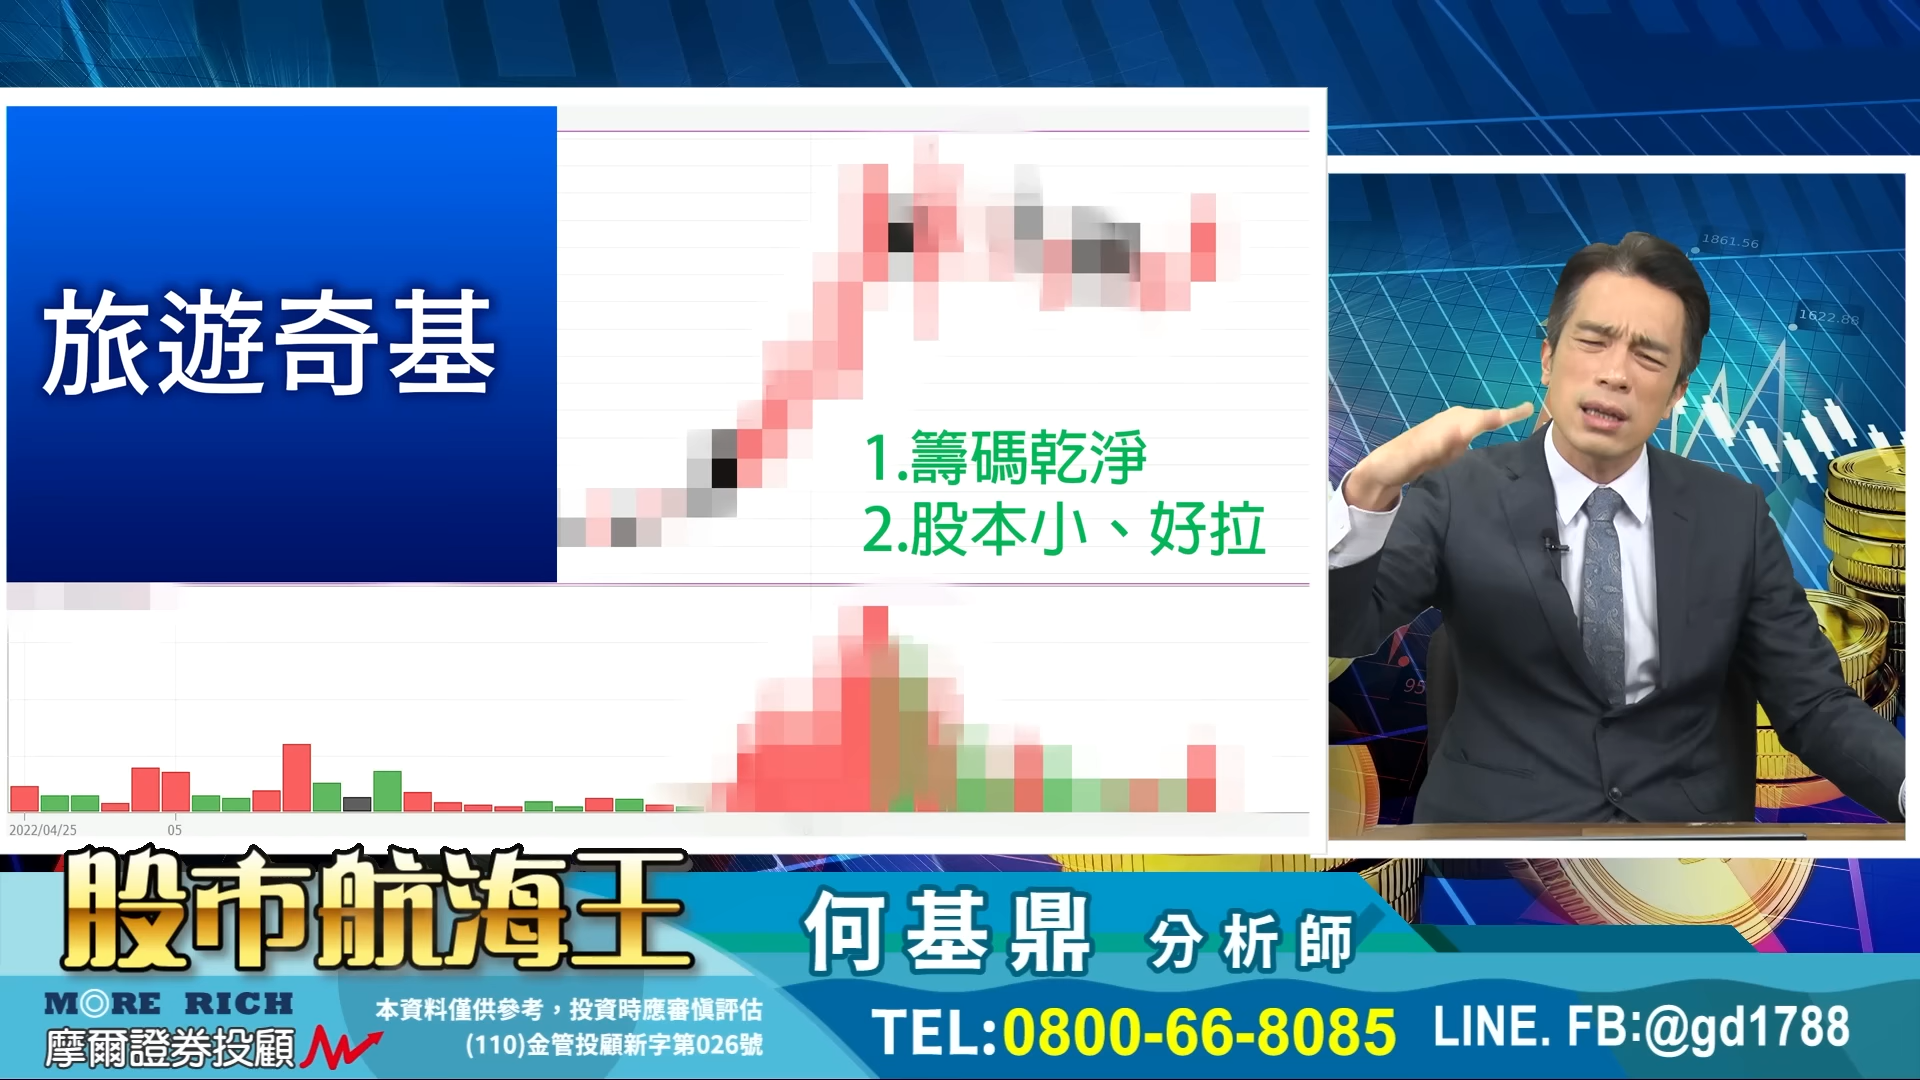 旅遊奇基
1.籌碼乾淨
2.股本小、好拉
1861.56
1622.88
95
2022/04/25
05
股市航海王
MORE RICH
摩爾證券投顧
本資料僅供參考，投資時應審慎評估
(110)金管投顧新字第026號
何基鼎 分析師
TEL:0800-66-8085
LINE. FB:@gd1788